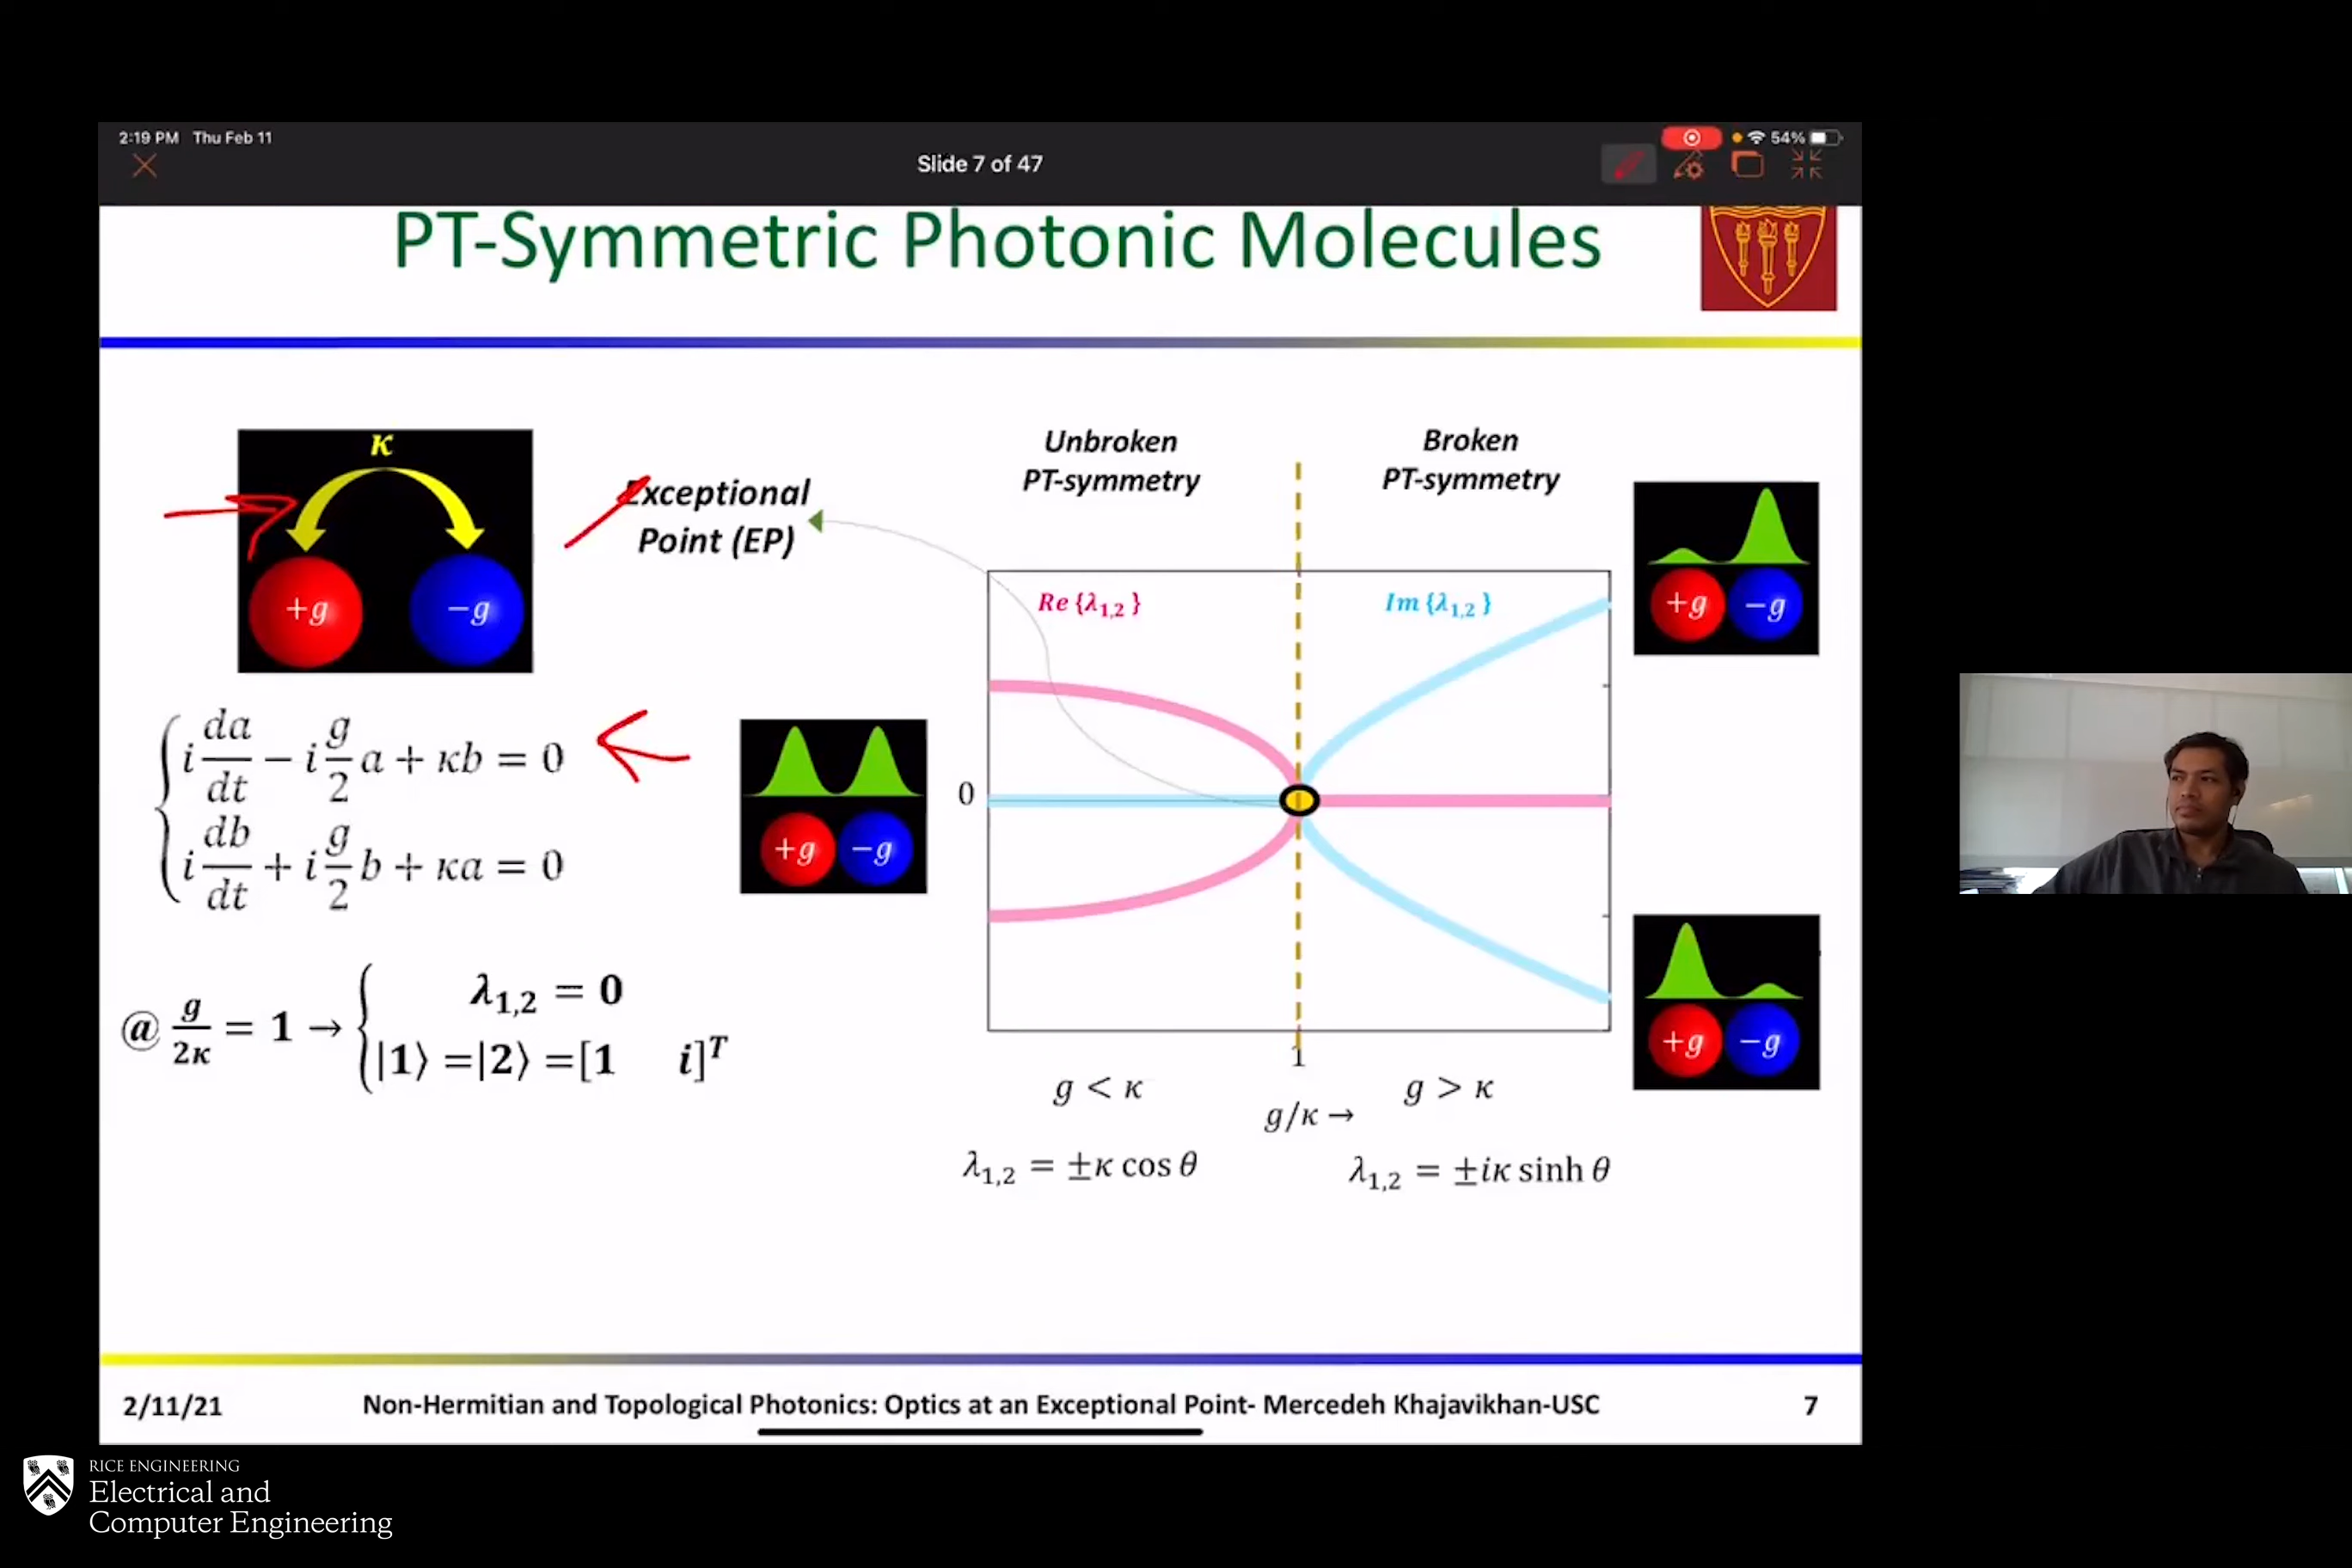 2:19 PM Thu Feb 11
54%
Slide 7 of 47
PT-Symmetric Photonic Molecules
κ
+g
−g
Exceptional
Point (EP)
Unbroken
PT-symmetry
Broken
PT-symmetry
Re {λ₁,₂ }
Im {λ₁,₂ }
+g −g
i da/dt − i g/2 a + κb = 0
i db/dt + i g/2 b + κa = 0
+g −g
0
@ g/2κ = 1 → { λ₁,₂ = 0
|1⟩ =|2⟩ =[1 i]ᵀ
+g −g
1
g < κ
g > κ
g/κ →
λ₁,₂ = ±κ cos θ
λ₁,₂ = ±iκ sinh θ
2/11/21
Non-Hermitian and Topological Photonics: Optics at an Exceptional Point- Mercedeh Khajavikhan-USC
7
RICE ENGINEERING
Electrical and
Computer Engineering